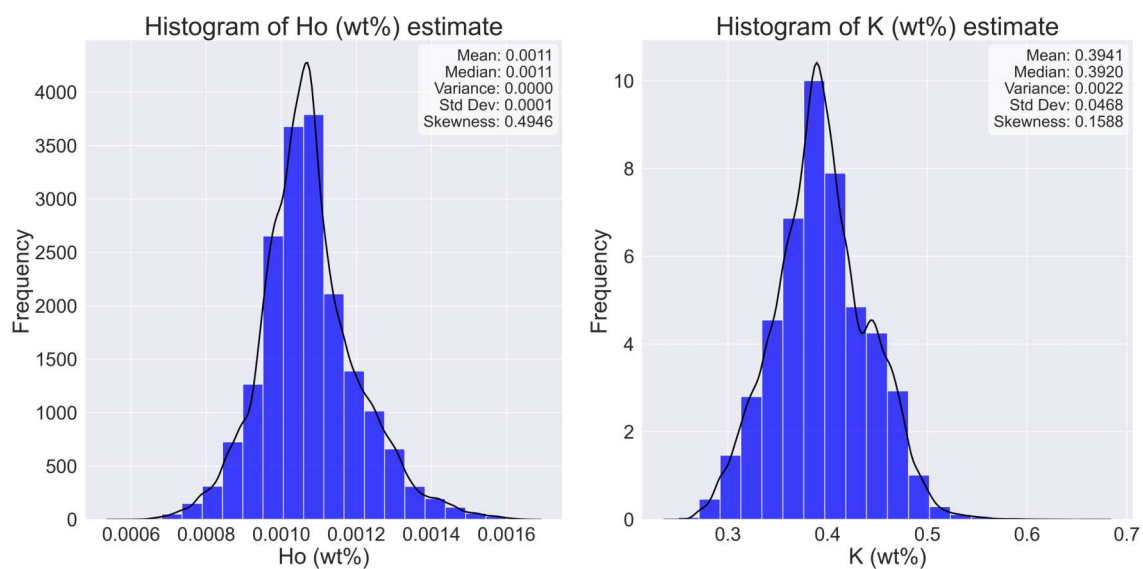 Histogram of Ho (wt%) estimate
Mean: 0.0011
Median: 0.0011
Variance: 0.0000
Std Dev: 0.0001
Skewness: 0.4946
Frequency
4000
3500
3000
2500
2000
1500
1000
500
0
0.0006 0.0008 0.0010 0.0012 0.0014 0.0016
Ho (wt%)
Histogram of K (wt%) estimate
Mean: 0.3941
Median: 0.3920
Variance: 0.0022
Std Dev: 0.0468
Skewness: 0.1588
Frequency
10
8
6
4
2
0
0.3 0.4 0.5 0.6 0.7
K (wt%)